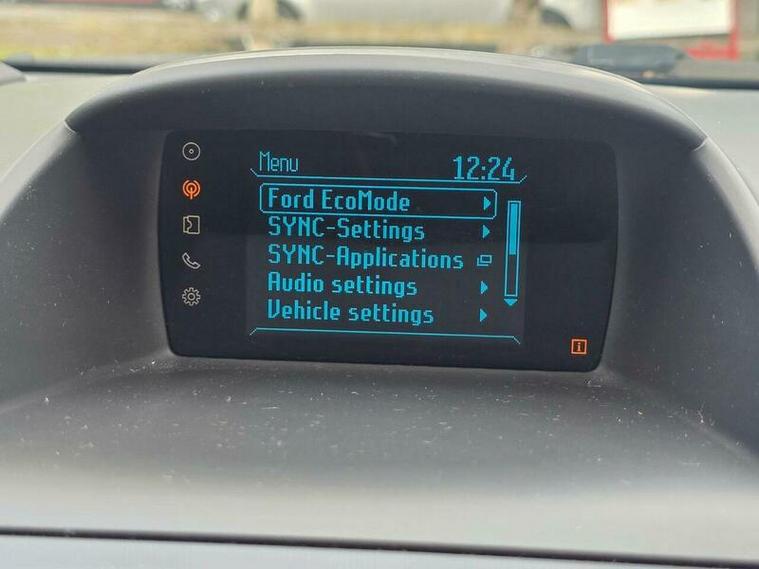 Menu 12:24
Ford EcoMode
SYNC-Settings
SYNC-Applications
Audio settings
Vehicle settings
i